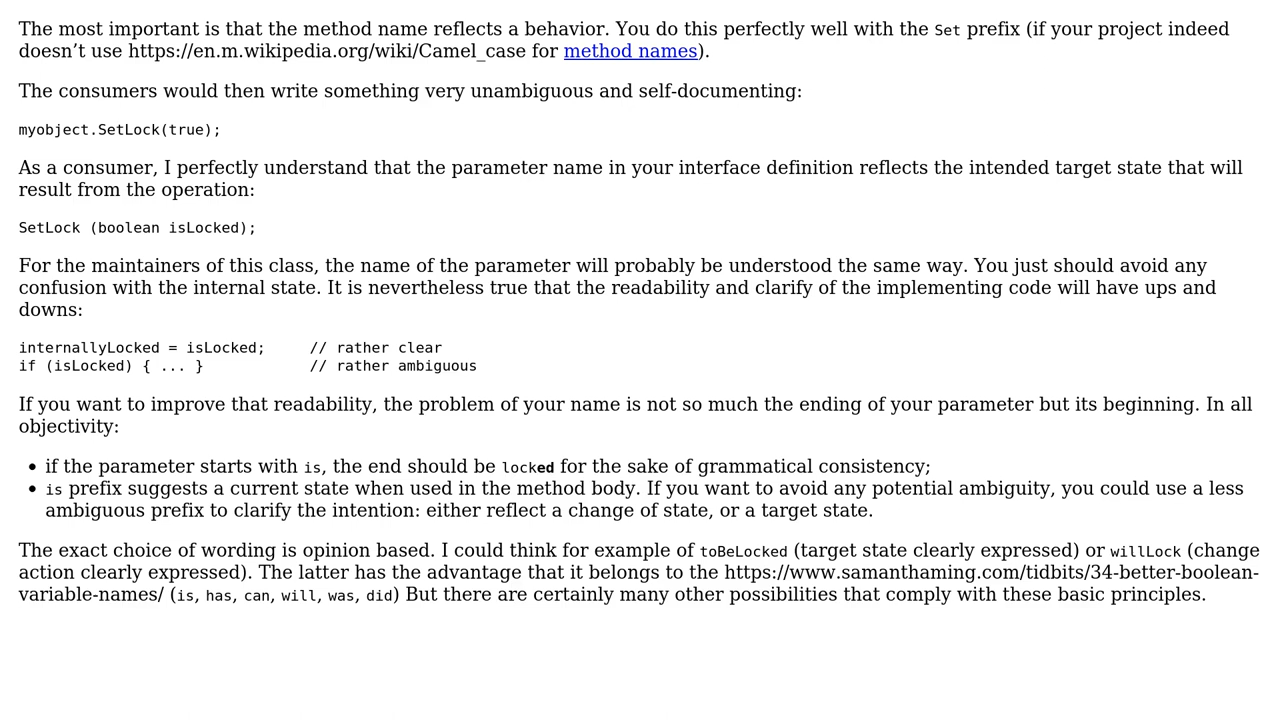 The most important is that the method name reflects a behavior. You do this perfectly well with the Set prefix (if your project indeed
doesn’t use https://en.m.wikipedia.org/wiki/Camel_case for method names).
The consumers would then write something very unambiguous and self-documenting:
myobject.SetLock(true);
As a consumer, I perfectly understand that the parameter name in your interface definition reflects the intended target state that will
result from the operation:
SetLock (boolean isLocked);
For the maintainers of this class, the name of the parameter will probably be understood the same way. You just should avoid any
confusion with the internal state. It is nevertheless true that the readability and clarify of the implementing code will have ups and
downs:
internallyLocked = isLocked;     // rather clear
if (isLocked) { ... }            // rather ambiguous
If you want to improve that readability, the problem of your name is not so much the ending of your parameter but its beginning. In all
objectivity:
• if the parameter starts with is, the end should be locked for the sake of grammatical consistency;
• is prefix suggests a current state when used in the method body. If you want to avoid any potential ambiguity, you could use a less
ambiguous prefix to clarify the intention: either reflect a change of state, or a target state.
The exact choice of wording is opinion based. I could think for example of toBeLocked (target state clearly expressed) or willLock (change
action clearly expressed). The latter has the advantage that it belongs to the https://www.samanthaming.com/tidbits/34-better-boolean-
variable-names/ (is, has, can, will, was, did) But there are certainly many other possibilities that comply with these basic principles.